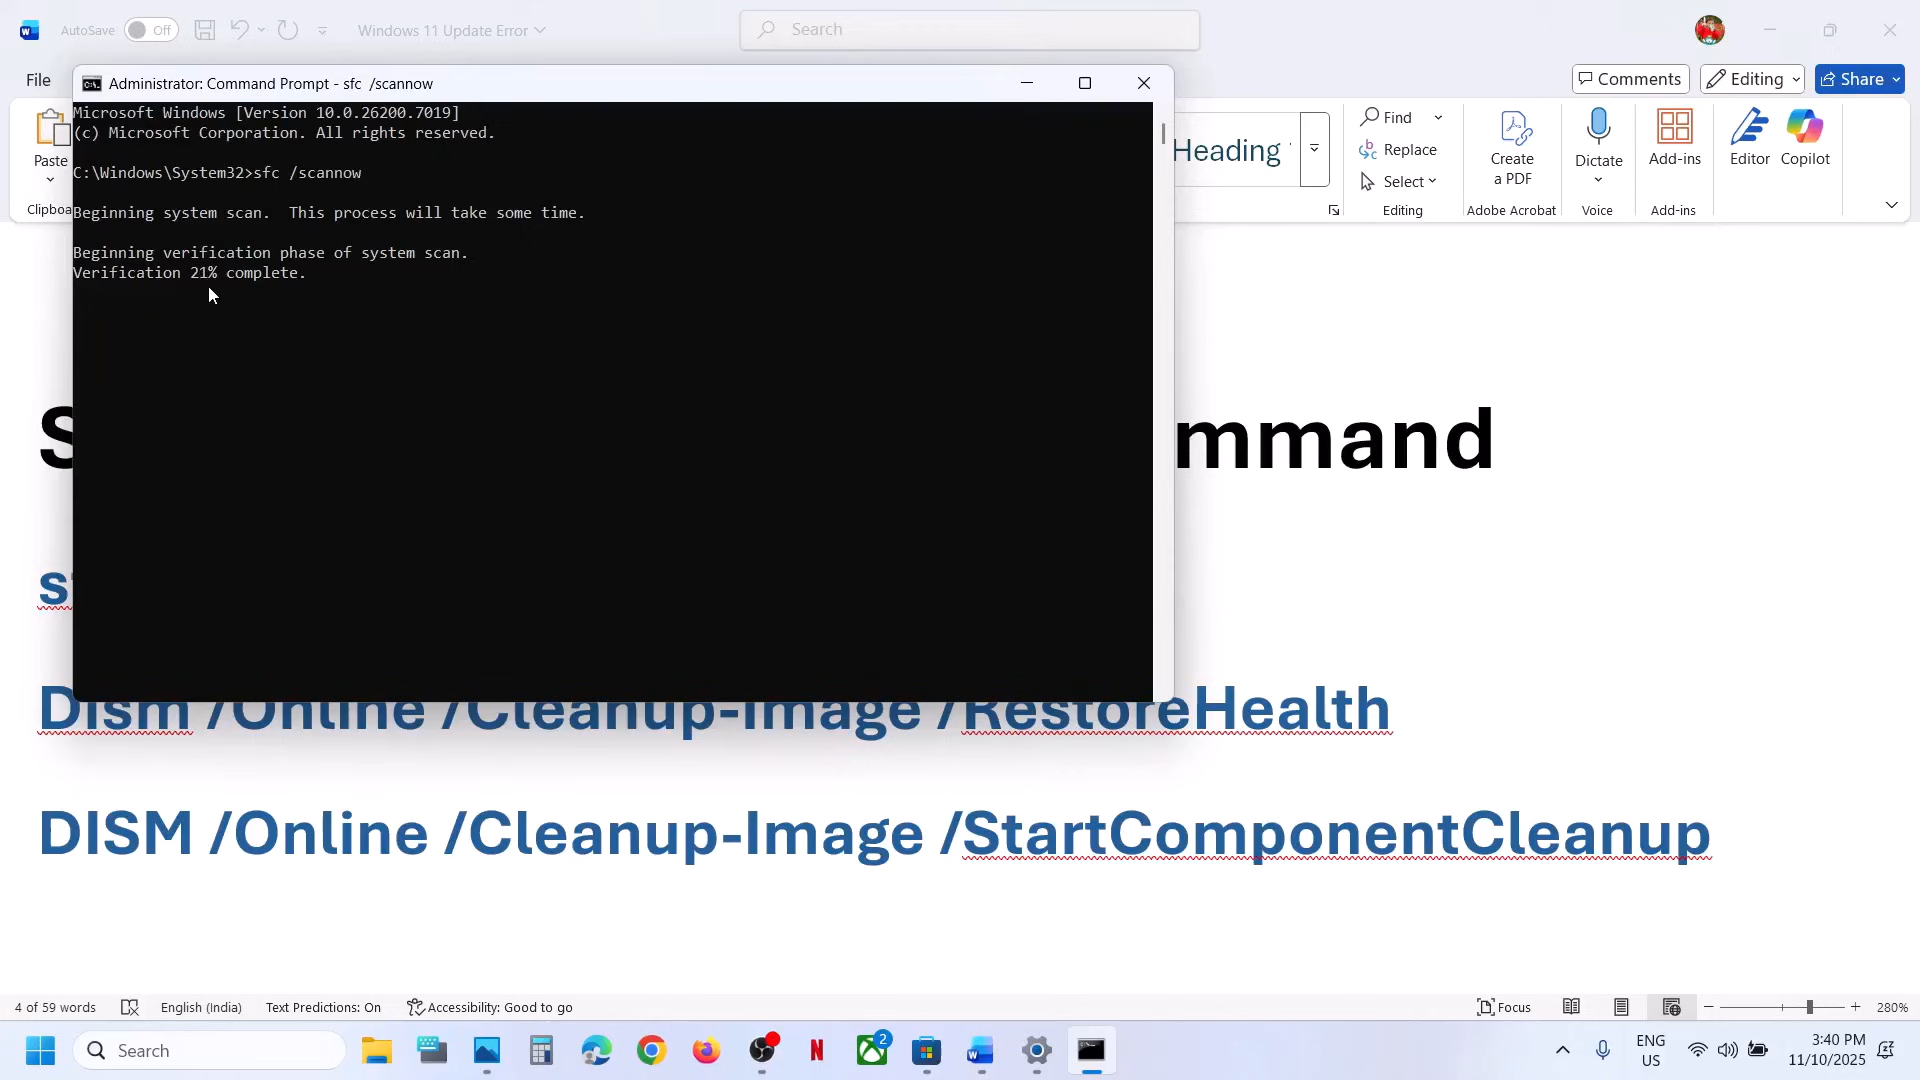 AutoSave Off
Windows 11 Update Error
Search
File
Comments
Editing
Share
Administrator: Command Prompt - sfc /scannow
Microsoft Windows [Version 10.0.26200.7019]
(c) Microsoft Corporation. All rights reserved.
C:\Windows\System32>sfc /scannow
Beginning system scan. This process will take some time.
Beginning verification phase of system scan.
Verification 21% complete.
Paste
Clipboa
Heading
Find
Replace
Select
Editing
Create
a PDF
Adobe Acrobat
Dictate
Voice
Add-ins
Add-ins
Editor
Copilot
S
mmand
s
Dism /Online /Cleanup-Image /RestoreHealth
DISM /Online /Cleanup-Image /StartComponentCleanup
4 of 59 words
English (India)
Text Predictions: On
Accessibility: Good to go
Focus
280%
Search
2
ENG
US
3:40 PM
11/10/2025